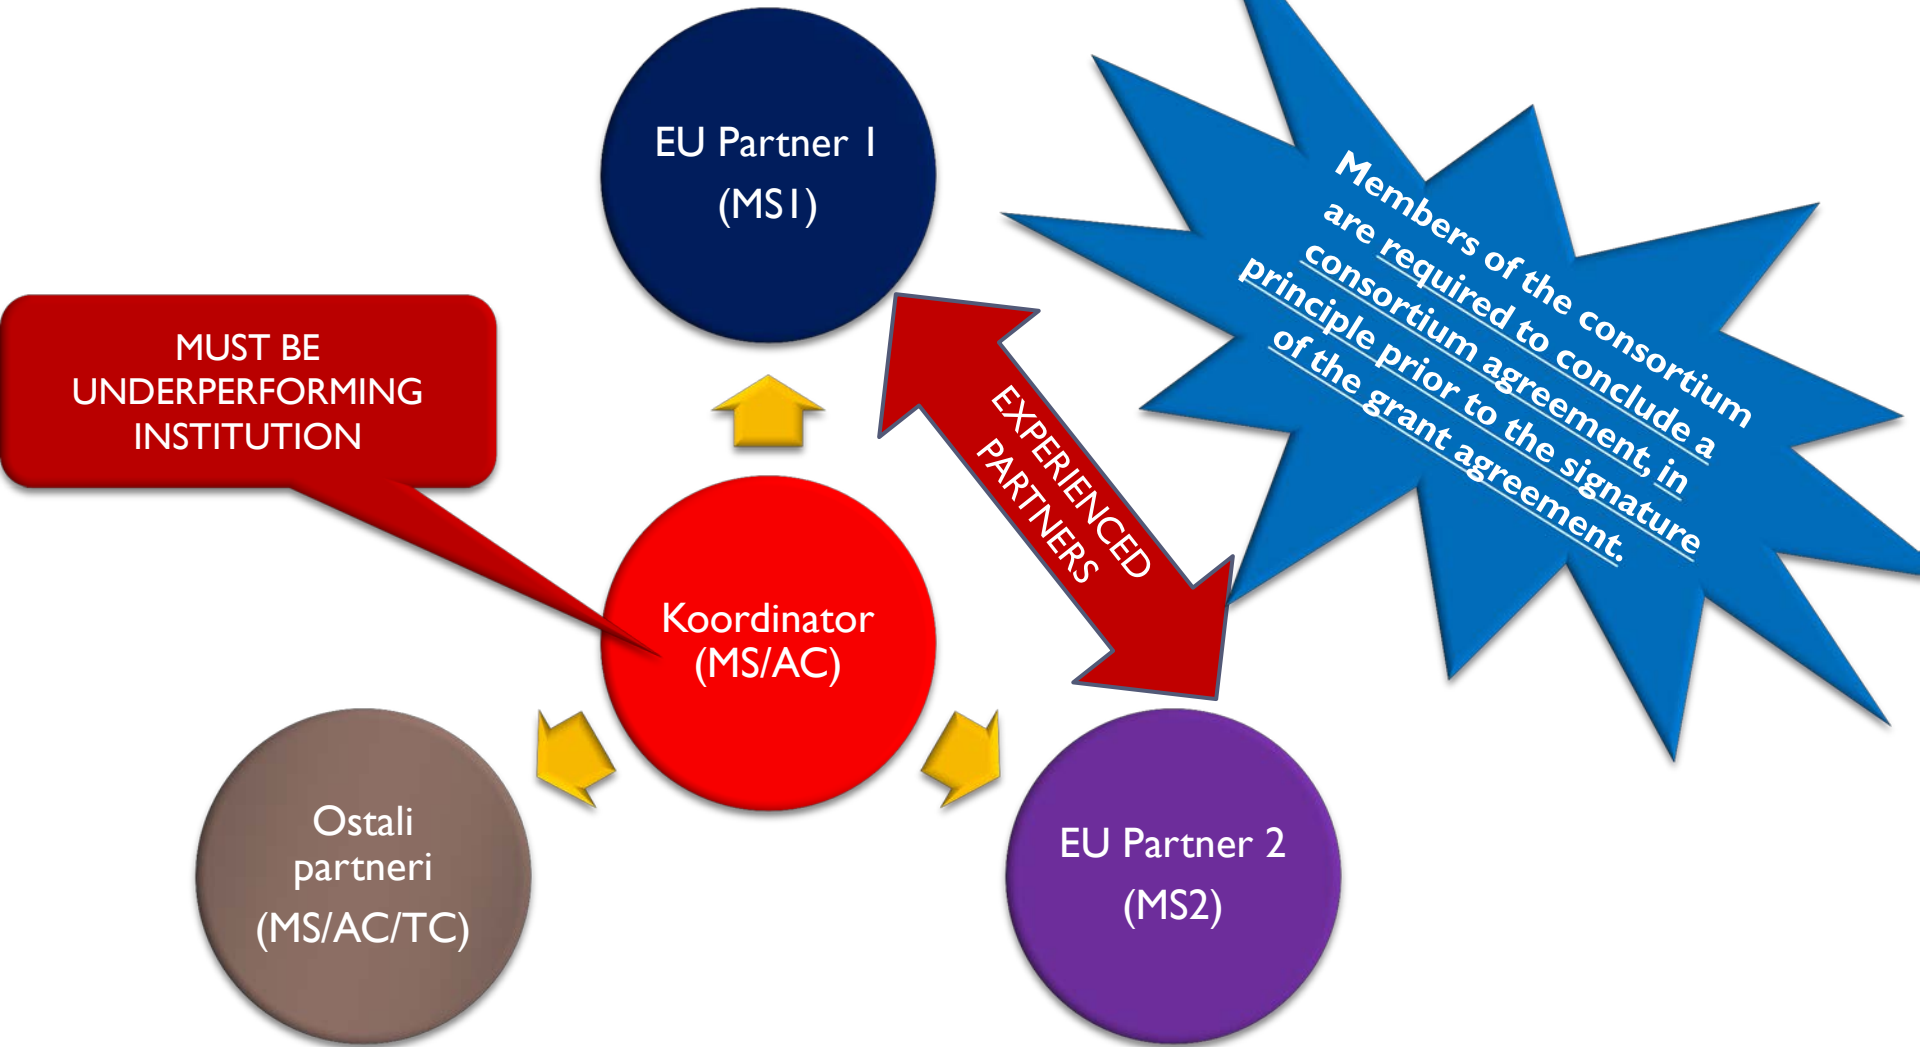 EU Partner 1
(MS1)
Members of the consortium
are required to conclude a
consortium agreement, in
principle prior to the signature
of the grant agreement.
MUST BE
UNDERPERFORMING
INSTITUTION
EXPERIENCED
PARTNERS
Koordinator
(MS/AC)
Ostali
partneri
(MS/AC/TC)
EU Partner 2
(MS2)